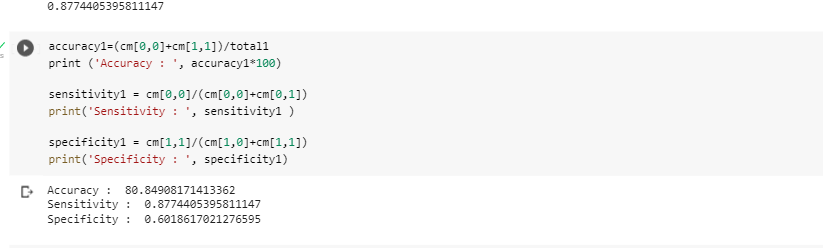 0.8774405395811147
s
accuracy1=(cm[0,0]+cm[1,1])/total1
print ('Accuracy : ', accuracy1*100)
sensitivity1 = cm[0,0]/(cm[0,0]+cm[0,1])
print('Sensitivity : ', sensitivity1 )
specificity1 = cm[1,1]/(cm[1,0]+cm[1,1])
print('Specificity : ', specificity1)
Accuracy :  80.84908171413362
Sensitivity :  0.8774405395811147
Specificity :  0.6018617021276595